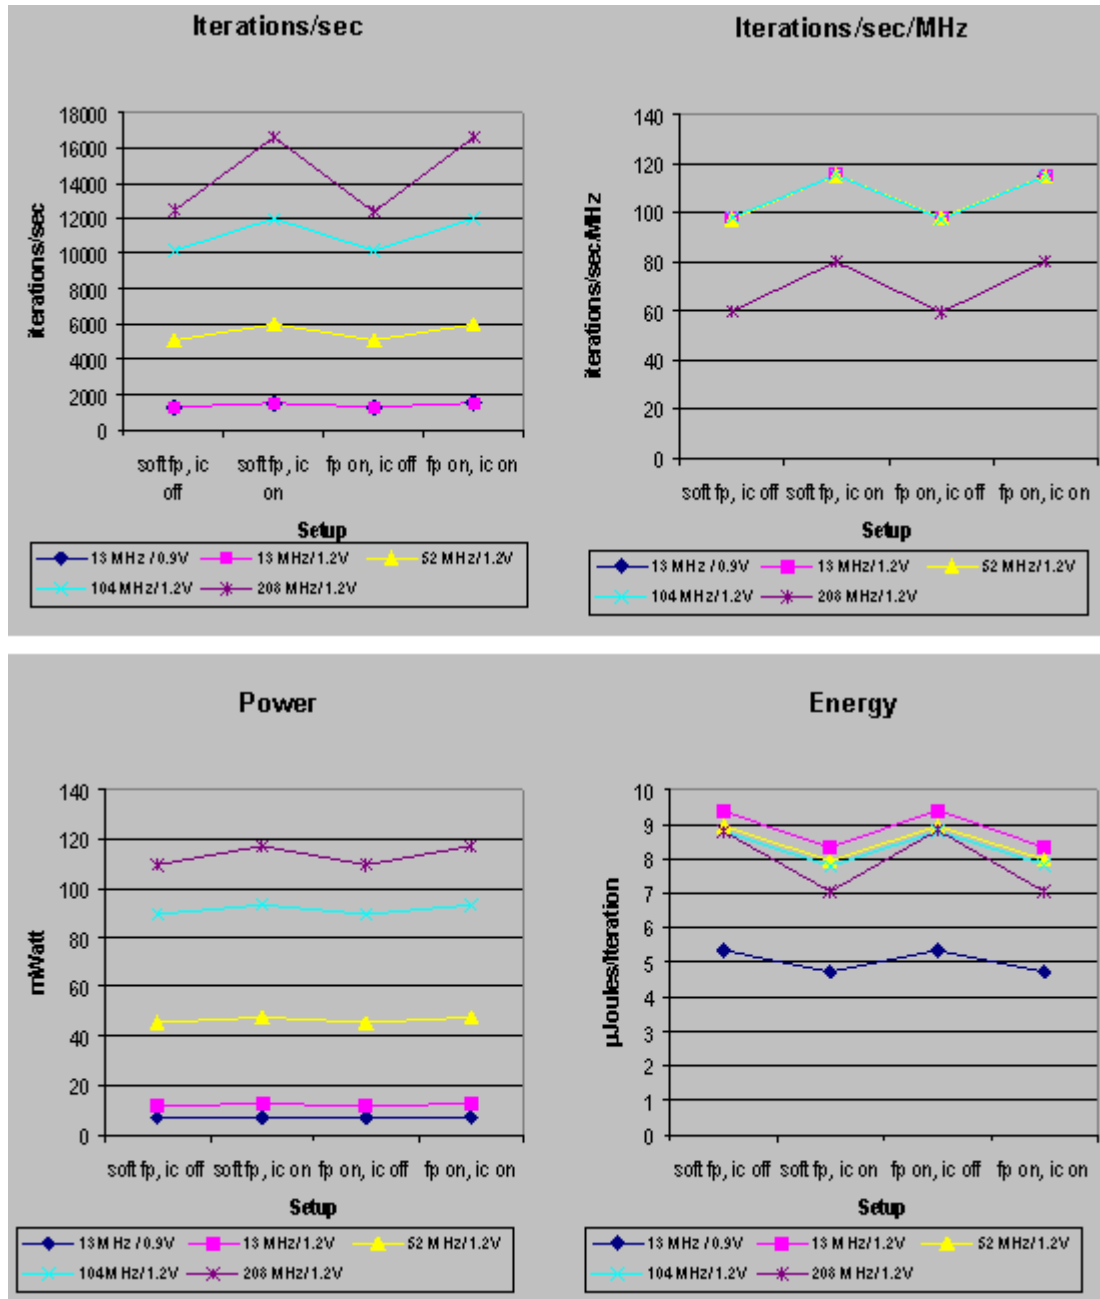 Iterations/sec
iterations/sec
18000
16000
14000
12000
10000
8000
6000
4000
2000
0
soft fp, ic off
soft fp, ic on
fp on, ic off
fp on, ic on
Setup
13 MHz / 0.9V
13 MHz/ 1.2V
52 MHz/ 1.2V
104 MHz/ 1.2V
208 MHz/ 1.2V
Iterations/sec/MHz
iterations/sec/MHz
140
120
100
80
60
40
20
0
soft fp, ic off
soft fp, ic on
fp on, ic off
fp on, ic on
Setup
13 MHz / 0.9V
13 MHz/ 1.2V
52 MHz/ 1.2V
104 MHz/ 1.2V
208 MHz/ 1.2V
Power
mWatt
140
120
100
80
60
40
20
0
soft fp, ic off
soft fp, ic on
fp on, ic off
fp on, ic on
Setup
13 MHz / 0.9V
13 MHz/ 1.2V
52 MHz/ 1.2V
104MHz/ 1.2V
208 MHz/ 1.2V
Energy
µJoules/Iteration
10
9
8
7
6
5
4
3
2
1
0
soft fp, ic off
soft fp, ic on
fp on, ic off
fp on, ic on
Setup
13 MHz / 0.9V
13 MHz/ 1.2V
52 MHz/ 1.2V
104 MHz/ 1.2V
208 MHz/ 1.2V